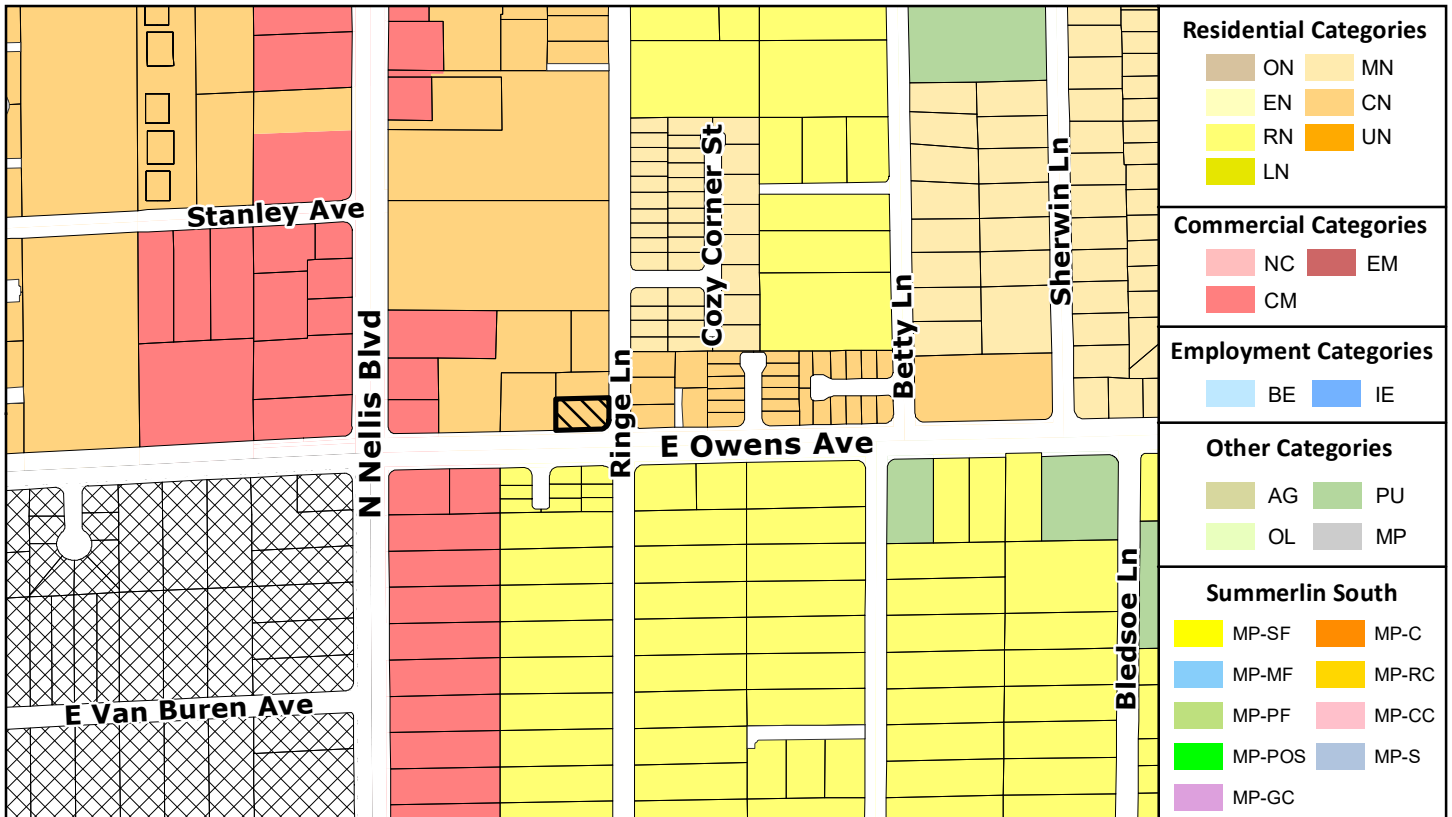 Stanley Ave
N Nellis Blvd
Cozy Corner St
Ringe Ln
Betty Ln
Sherwin Ln
E Owens Ave
Bledsoe Ln
E Van Buren Ave
Residential Categories
ON MN
EN CN
RN UN
LN
Commercial Categories
NC EM
CM
Employment Categories
BE IE
Other Categories
AG PU
OL MP
Summerlin South
MP-SF MP-C
MP-MF MP-RC
MP-PF MP-CC
MP-POS MP-S
MP-GC